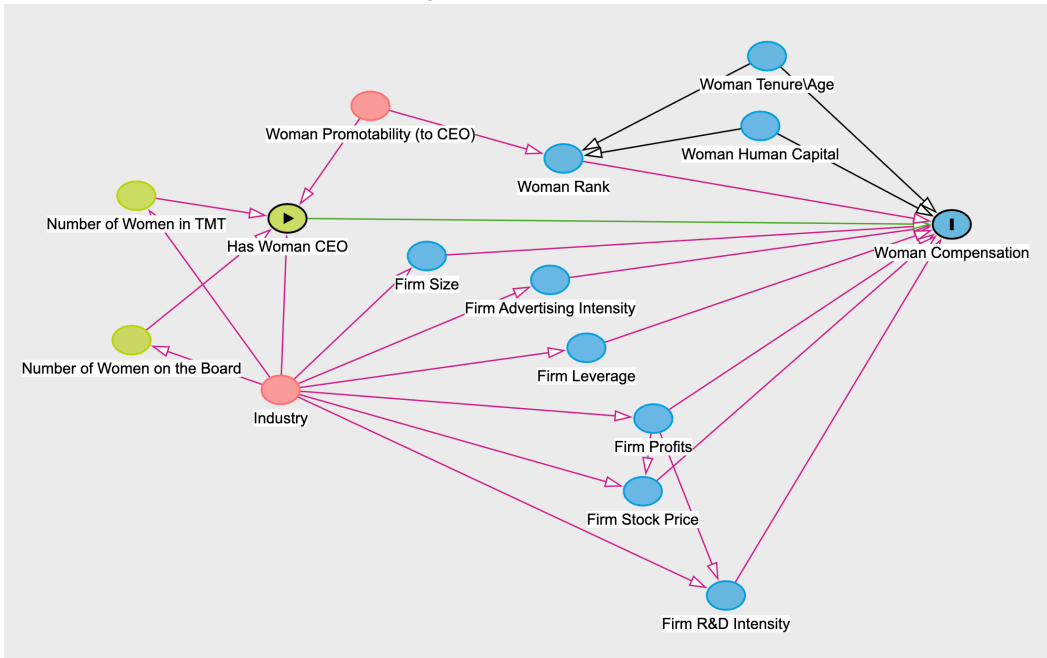 Woman Tenure\Age
Woman Promotability (to CEO)
Woman Human Capital
Woman Rank
Number of Women in TMT
Has Woman CEO
Woman Compensation
Firm Size
Firm Advertising Intensity
Number of Women on the Board
Firm Leverage
Industry
Firm Profits
Firm Stock Price
Firm R&D Intensity